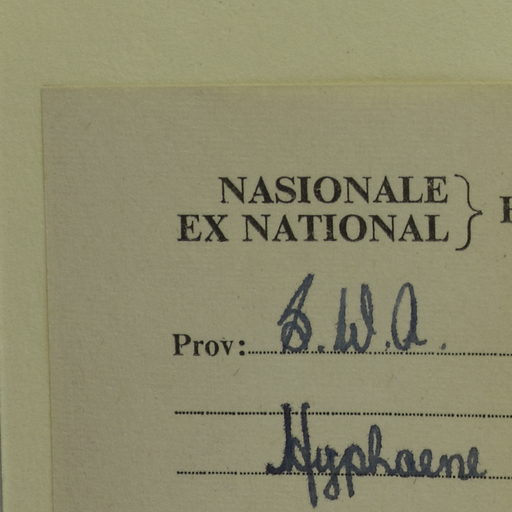 NASIONALE
EX NATIONAL
Prov: S.W.A.
Hyphaene